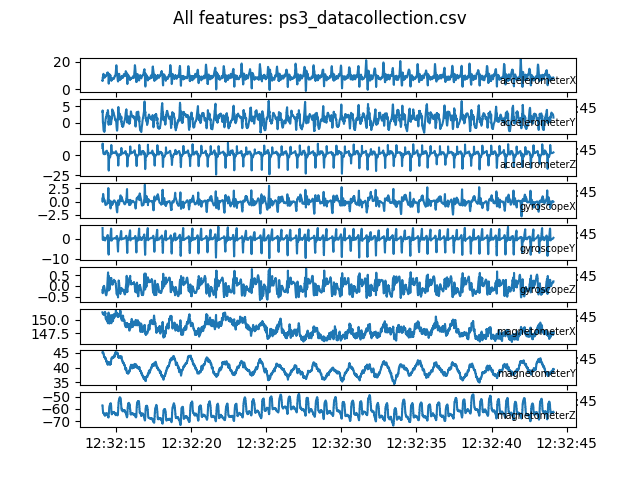 All features: ps3_datacollection.csv
20
0
accelerometerX
:45
5
0
accelerometerY
:45
0
−25
accelerometerZ
:45
2.5
0.0
−2.5
gyroscopeX
:45
0
−10
gyroscopeY
:45
0.5
0.0
−0.5
gyroscopeZ
:45
150.0
147.5
magnetometerX
:45
45
40
35
magnetometerY
:45
−50
−60
−70
magnetometerZ
12:32:15 12:32:20 12:32:25 12:32:30 12:32:35 12:32:40 12:32:45